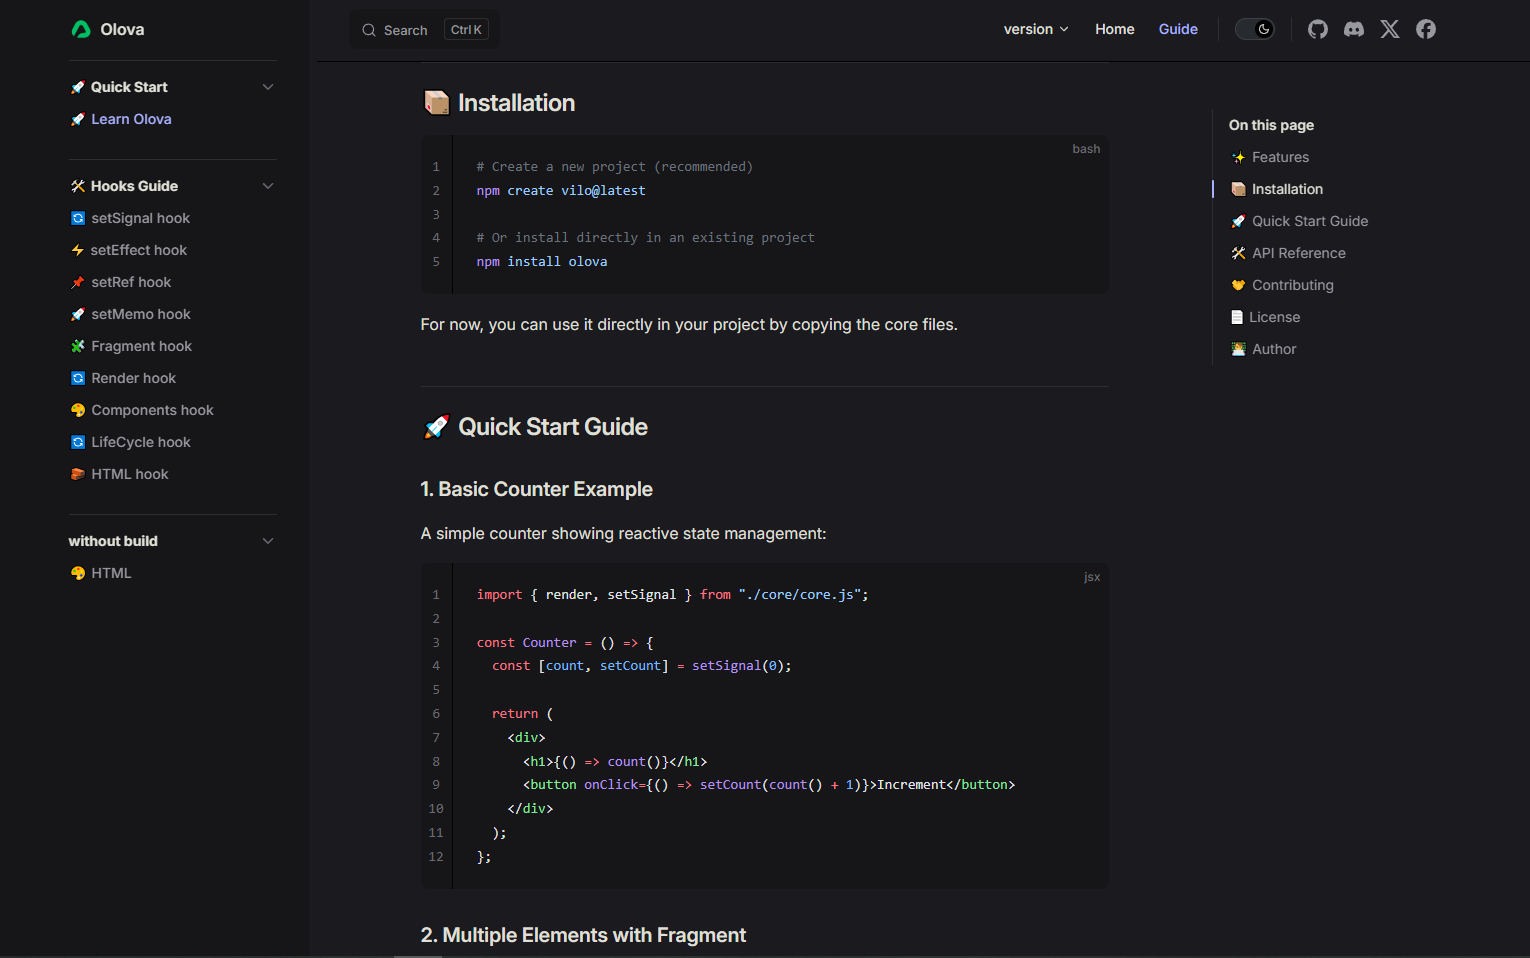 Olova
Quick Start
Learn Olova
Hooks Guide
setSignal hook
setEffect hook
setRef hook
setMemo hook
Fragment hook
Render hook
Components hook
LifeCycle hook
HTML hook
without build
HTML
Search Ctrl K
version Home Guide
Installation
bash
1 # Create a new project (recommended)
2 npm create vilo@latest
3
4 # Or install directly in an existing project
5 npm install olova
For now, you can use it directly in your project by copying the core files.
Quick Start Guide
1. Basic Counter Example
A simple counter showing reactive state management:
jsx
1 import { render, setSignal } from "./core/core.js";
2
3 const Counter = () => {
4   const [count, setCount] = setSignal(0);
5
6   return (
7     <div>
8       <h1>{() => count()}</h1>
9       <button onClick={() => setCount(count() + 1)}>Increment</button>
10     </div>
11   );
12 };
2. Multiple Elements with Fragment
On this page
Features
Installation
Quick Start Guide
API Reference
Contributing
License
Author